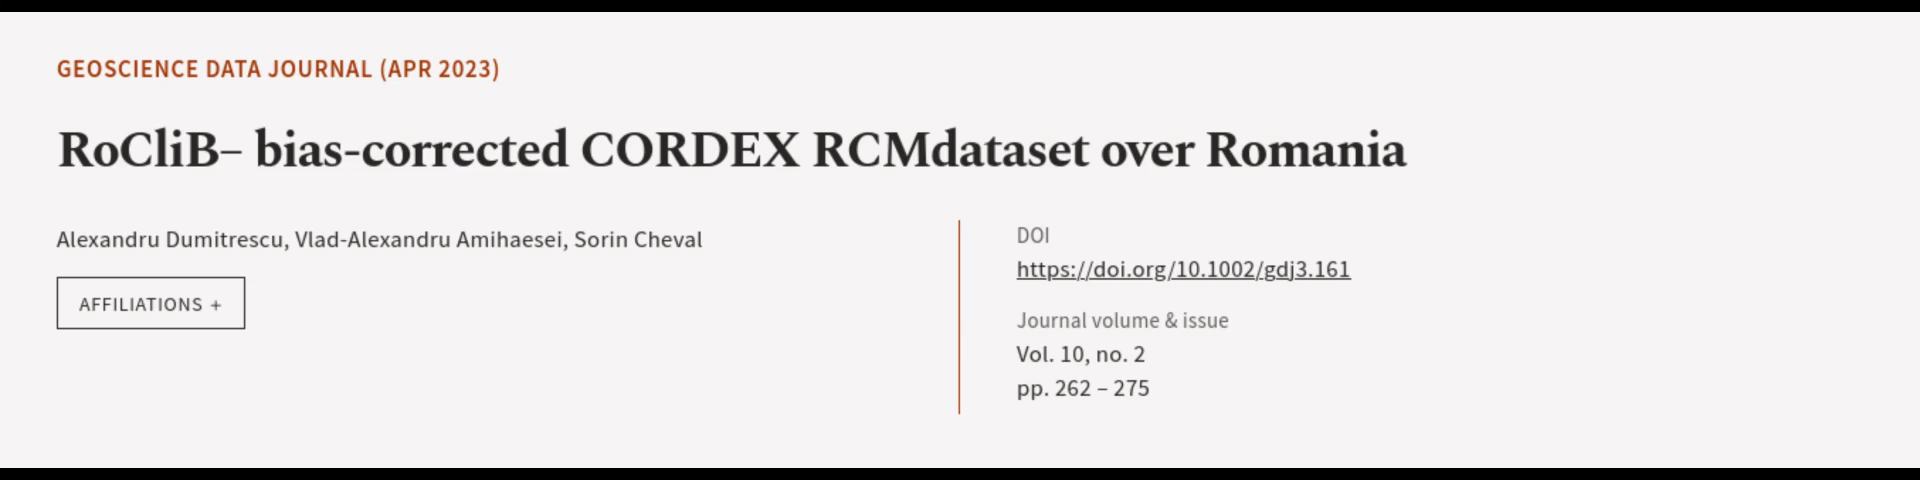 GEOSCIENCE DATA JOURNAL (APR 2023)
RoCliB– bias-corrected CORDEX RCMdataset over Romania
Alexandru Dumitrescu, Vlad-Alexandru Amihaesei, Sorin Cheval
AFFILIATIONS +
DOI
https://doi.org/10.1002/gdj3.161
Journal volume & issue
Vol. 10, no. 2
pp. 262 – 275